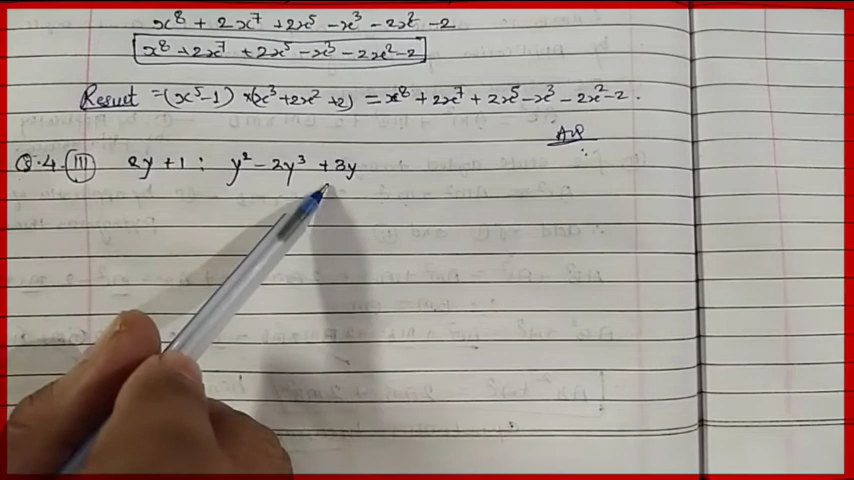 x⁸ + 2x⁷ + 2x⁵ - x³ - 2x² - 2
x⁸ + 2x⁷ + 2x⁵ - x³ - 2x² - 2
Result = (x⁵-1) × (x³+2x²+2) = x⁸ + 2x⁷ + 2x⁵ - x³ - 2x² - 2.
Q.4. (III) 2y + 1 : y² - 2y³ + 3y